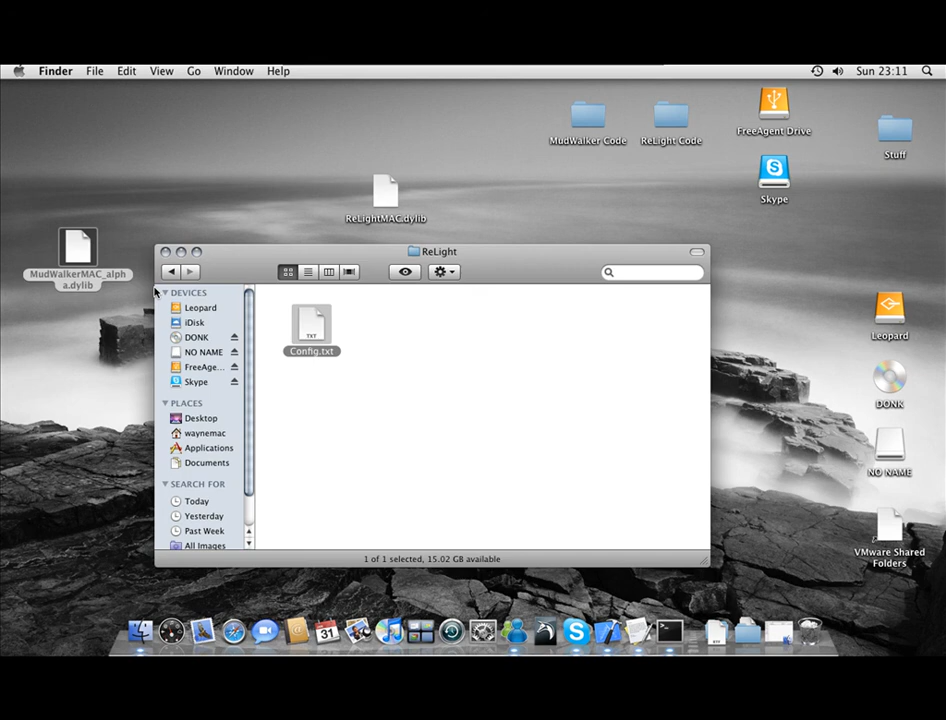 Finder File Edit View Go Window Help
Sun 23:11
MudWalker Code
ReLight Code
FreeAgent Drive
Stuff
Skype
ReLightMAC.dylib
MudWalkerMAC_alph
a.dylib
ReLight
DEVICES
Leopard
iDisk
DONK
NO NAME
FreeAge...
Skype
PLACES
Desktop
waynemac
Applications
Documents
SEARCH FOR
Today
Yesterday
Past Week
All Images
TXT
Config.txt
1 of 1 selected, 15.02 GB available
Leopard
DONK
NO NAME
VMware Shared
Folders
31